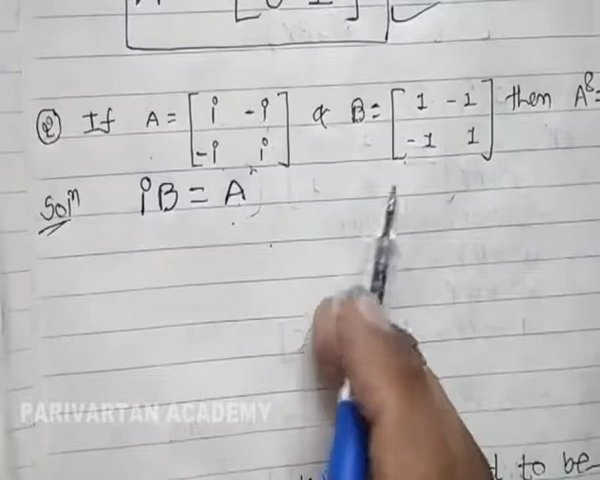 ② If A = [i -i -i i] & B = [1 -1 -1 1] then A⁸ =
Solⁿ iB = A
PARIVARTAN ACADEMY
to be